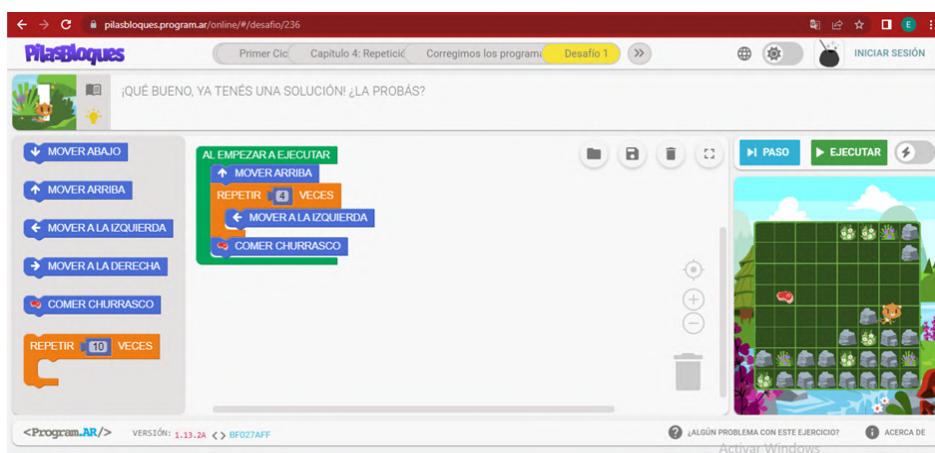 pilasbloques.program.ar/online/#/desafio/236
E
PilasBloques
Primer Cic
Capítulo 4: Repetició
Corregimos los programa
Desafío 1
INICIAR SESIÓN
¡QUÉ BUENO, YA TENÉS UNA SOLUCIÓN! ¿LA PROBÁS?
MOVER ABAJO
MOVER ARRIBA
MOVER A LA IZQUIERDA
MOVER A LA DERECHA
COMER CHURRASCO
REPETIR 10 VECES
AL EMPEZAR A EJECUTAR
MOVER ARRIBA
REPETIR 4 VECES
MOVER A LA IZQUIERDA
COMER CHURRASCO
PASO
EJECUTAR
<Program.AR/>
VERSIÓN: 1.13.2A <> BF027AFF
¿ALGÚN PROBLEMA CON ESTE EJERCICIO?
ACERCA DE
Activar Windows